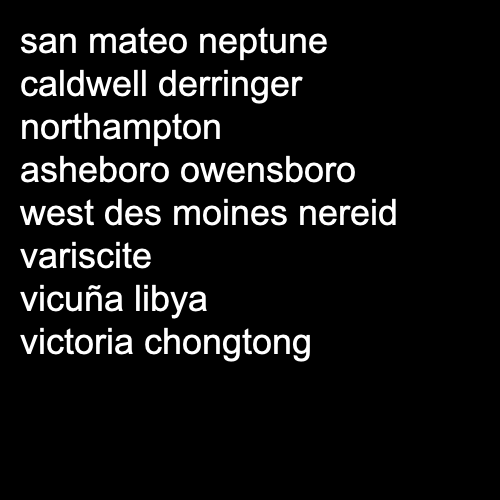 san mateo neptune
caldwell derringer
northampton
asheboro owensboro
west des moines nereid
variscite
vicuña libya
victoria chongtong